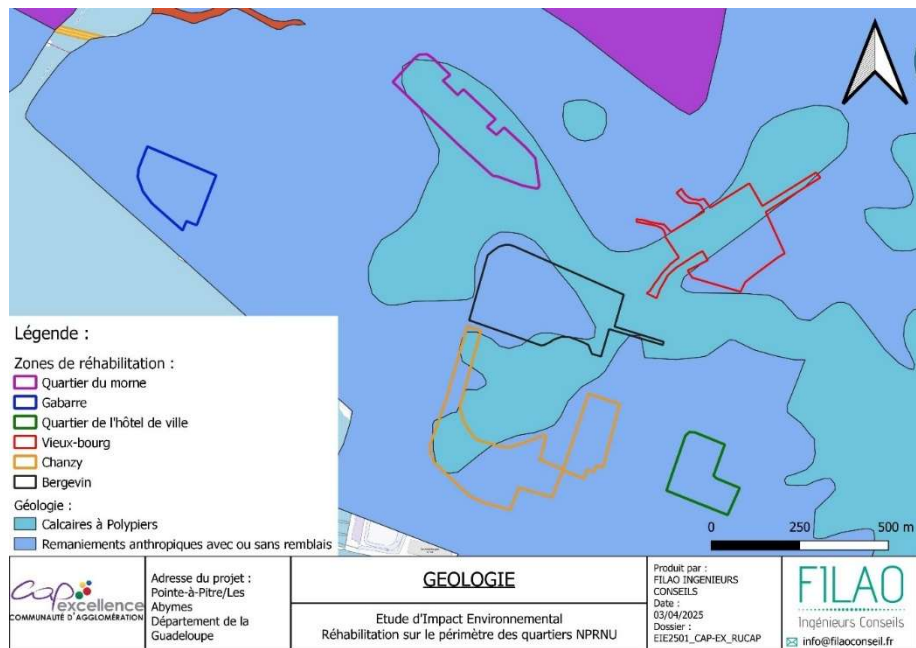 Légende :
Zones de réhabilitation :
Quartier du morne
Gabarre
Quartier de l'hôtel de ville
Vieux-bourg
Chanzy
Bergevin
Géologie :
Calcaires à Polypiers
Remaniements anthropiques avec ou sans remblais
0 250 500 m
Cap
excellence
COMMUNAUTÉ D'AGGLOMÉRATION
Adresse du projet :
Pointe-à-Pitre/Les
Abymes
Département de la
Guadeloupe
GEOLOGIE
Etude d'Impact Environnemental
Réhabilitation sur le périmètre des quartiers NPRNU
Produit par :
FILAO INGENIEURS
CONSEILS
Date :
03/04/2025
Dossier :
EIE2501_CAP-EX_RUCAP
FILAO
Ingénieurs Conseils
info@filaoconseil.fr